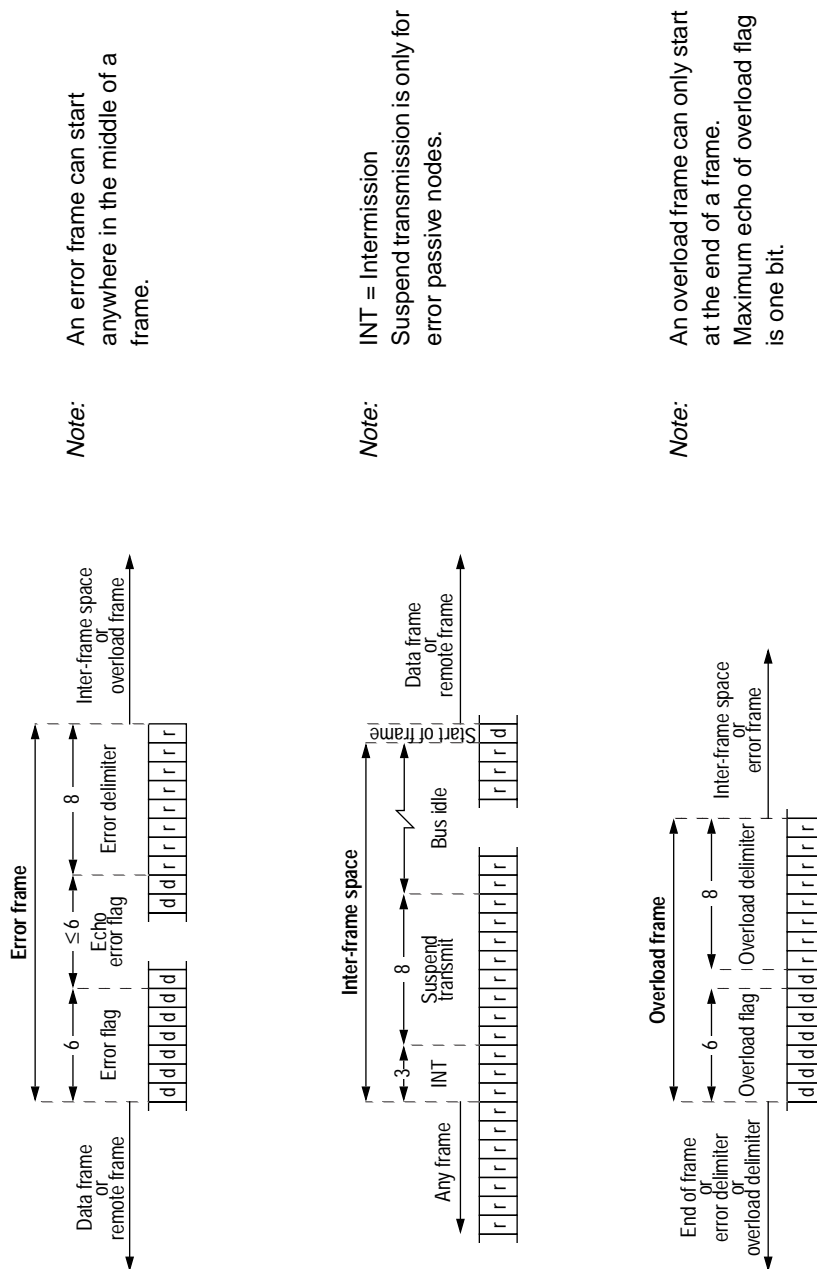 Error frame
6
≤ 6
8
Data frame
or
remote frame
Error flag
Echo
error flag
Error delimiter
Inter-frame space
or
overload frame
d d d d d d d d d r r r r r r r r
Note: An error frame can start
anywhere in the middle of a
frame.
Inter-frame space
3
8
Any frame
INT
Suspend
transmit
Bus idle
Start of frame
Data frame
or
remote frame
r r r r r r r r r r r r r r r r r r r r r r r d
Note: INT = Intermission
Suspend transmission is only for
error passive nodes.
Overload frame
6
8
End of frame
or
error delimiter
or
overload delimiter
Overload flag
Overload delimiter
Inter-frame space
or
error frame
d d d d d d d r r r r r r r r
Note: An overload frame can only start
at the end of a frame.
Maximum echo of overload flag
is one bit.